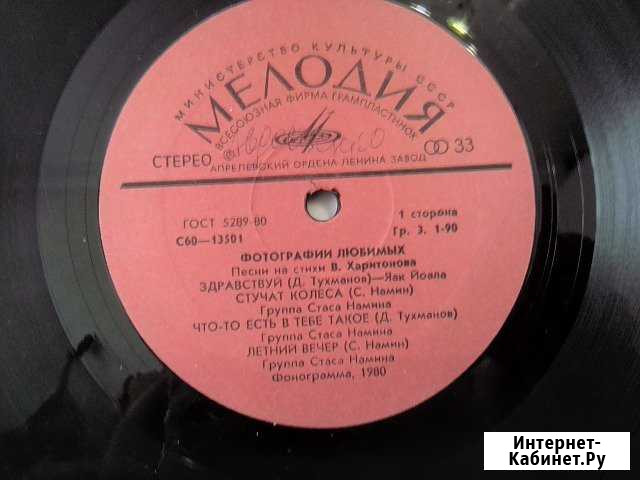 МИНИСТЕРСТВО КУЛЬТУРЫ СССР
МЕЛОДИЯ
ВСЕСОЮЗНАЯ ФИРМА ГРАМПЛАСТИНОК
СТЕРЕО
33
АПРЕЛЕВСКИЙ ОРДЕНА ЛЕНИНА ЗАВОД
ГОСТ 5289-80
1 сторона
С60—13501
Гр. 3. 1-90
ФОТОГРАФИИ ЛЮБИМЫХ
Песни на стихи В. Харитонова
ЗДРАВСТВУЙ (Д. Тухманов)—Яак Йоала
СТУЧАТ КОЛЕСА (С. Намин)
Группа Стаса Намина
ЧТО-ТО ЕСТЬ В ТЕБЕ ТАКОЕ (Д. Тухманов)
Группа Стаса Намина
ЛЕТНИЙ ВЕЧЕР (С. Намин)
Группа Стаса Намина
Фонограмма, 1980
Интернет-
Кабинет.Ру